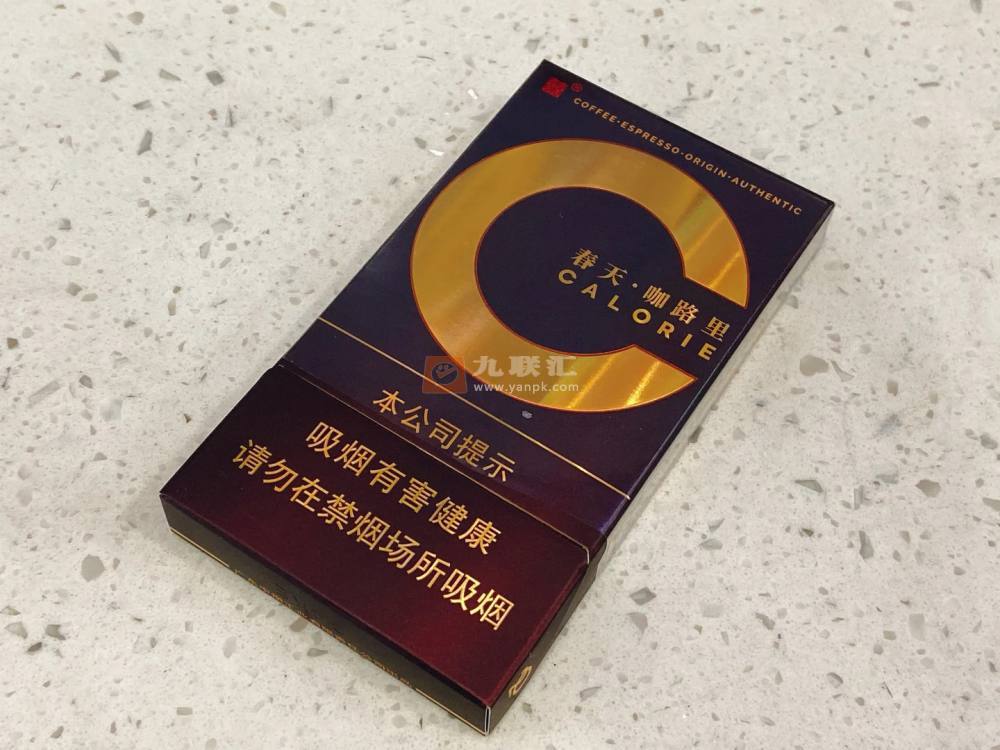 COFFEE·ESPRESSO·ORIGIN·AUTHENTIC
春天·咖路里
CALORIE
九联汇
www.yanpk.com
本公司提示
吸烟有害健康
请勿在禁烟场所吸烟